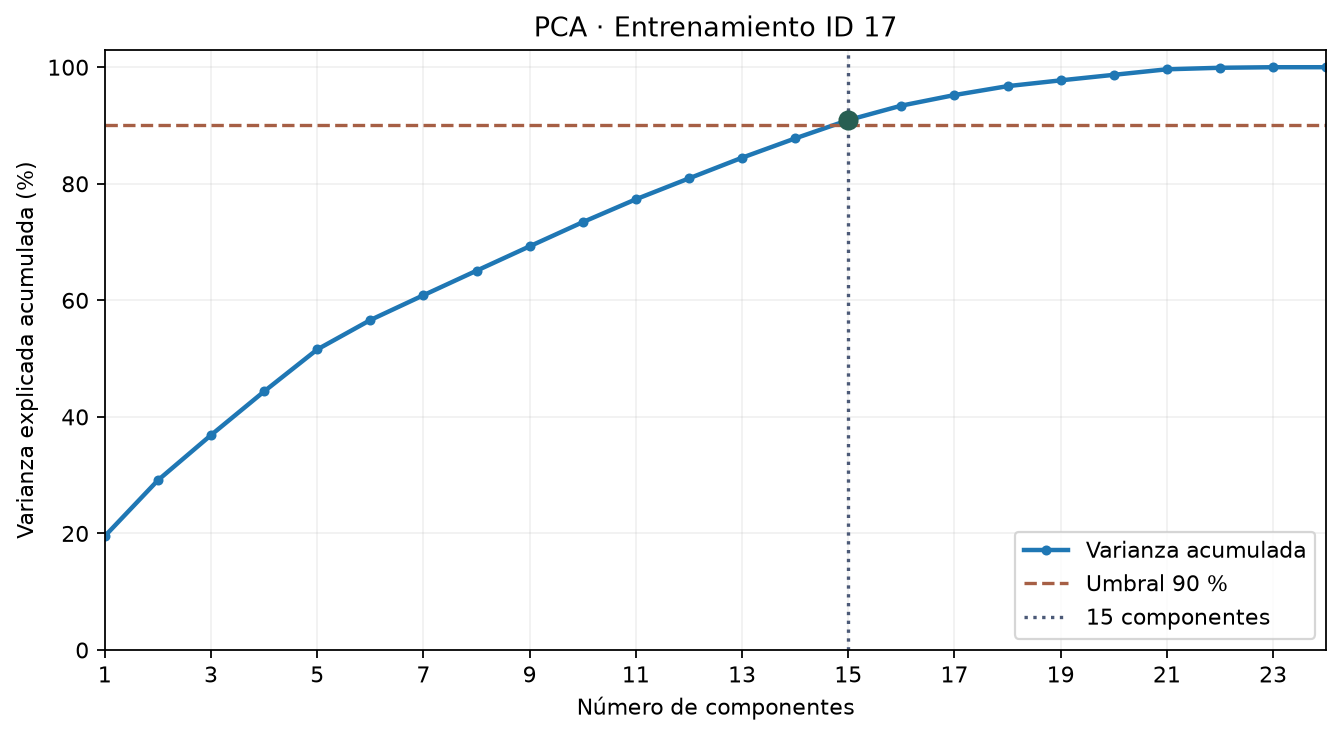 PCA · Entrenamiento ID 17
Varianza explicada acumulada (%)
100
80
60
40
20
0
1 3 5 7 9 11 13 15 17 19 21 23
Número de componentes
Varianza acumulada
Umbral 90 %
15 componentes